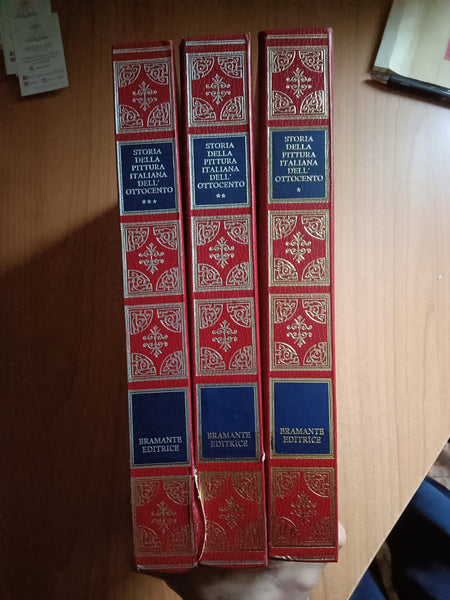 STORIA
DELLA
PITTURA
ITALIANA
DELL'
OTTOCENTO
***
BRAMANTE
EDITRICE
STORIA
DELLA
PITTURA
ITALIANA
DELL'
OTTOCENTO
**
BRAMANTE
EDITRICE
STORIA
DELLA
PITTURA
ITALIANA
DELL'
OTTOCENTO
*
BRAMANTE
EDITRICE